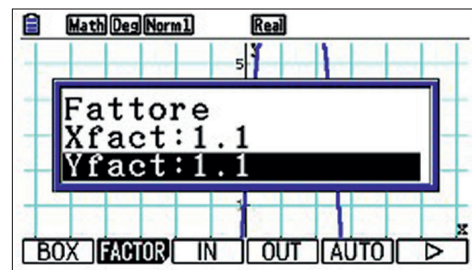 Math Deg Norm1 Real
5 Y
Fattore
Xfact:1.1
Yfact:1.1
x
BOX FACTOR IN OUT AUTO